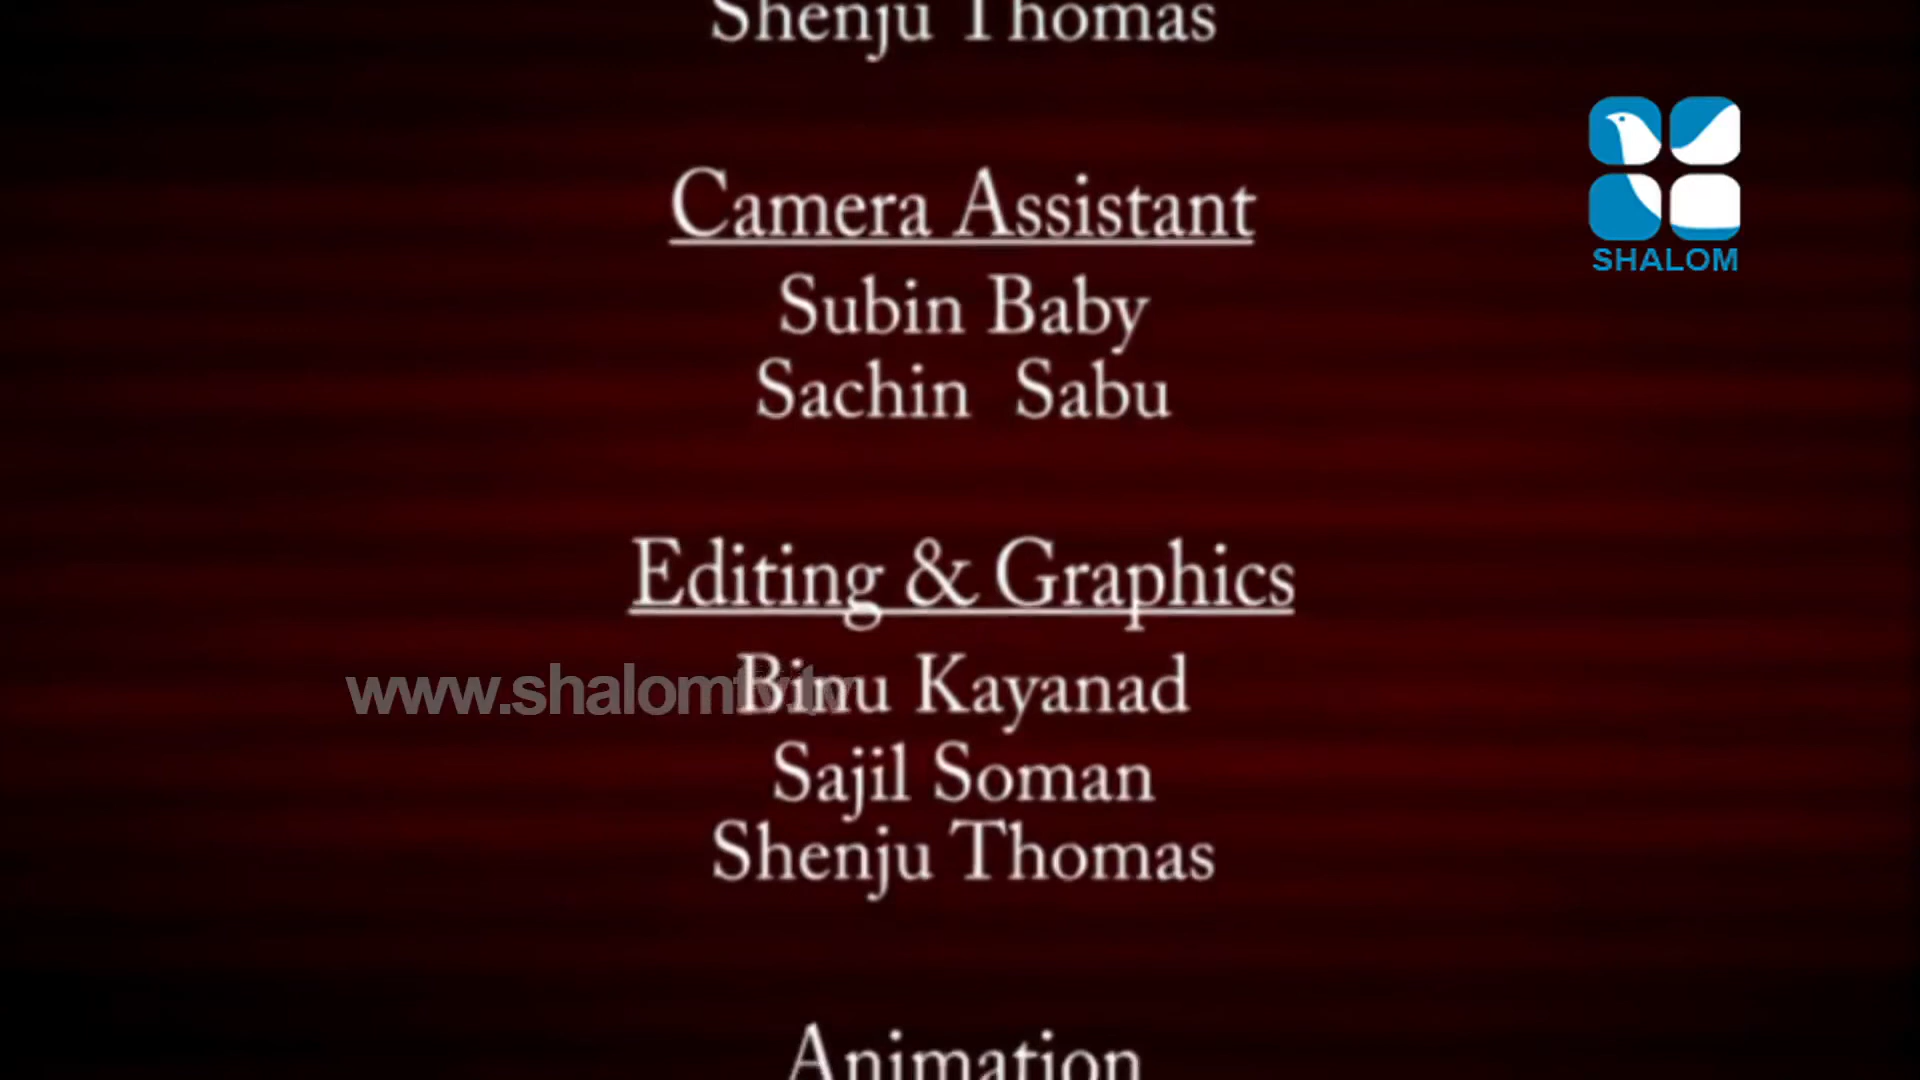 Shenju Thomas
Camera Assistant
SHALOM
Subin Baby
Sachin Sabu
Editing & Graphics
www.shalomtv.tv
Binu Kayanad
Sajil Soman
Shenju Thomas
Animation